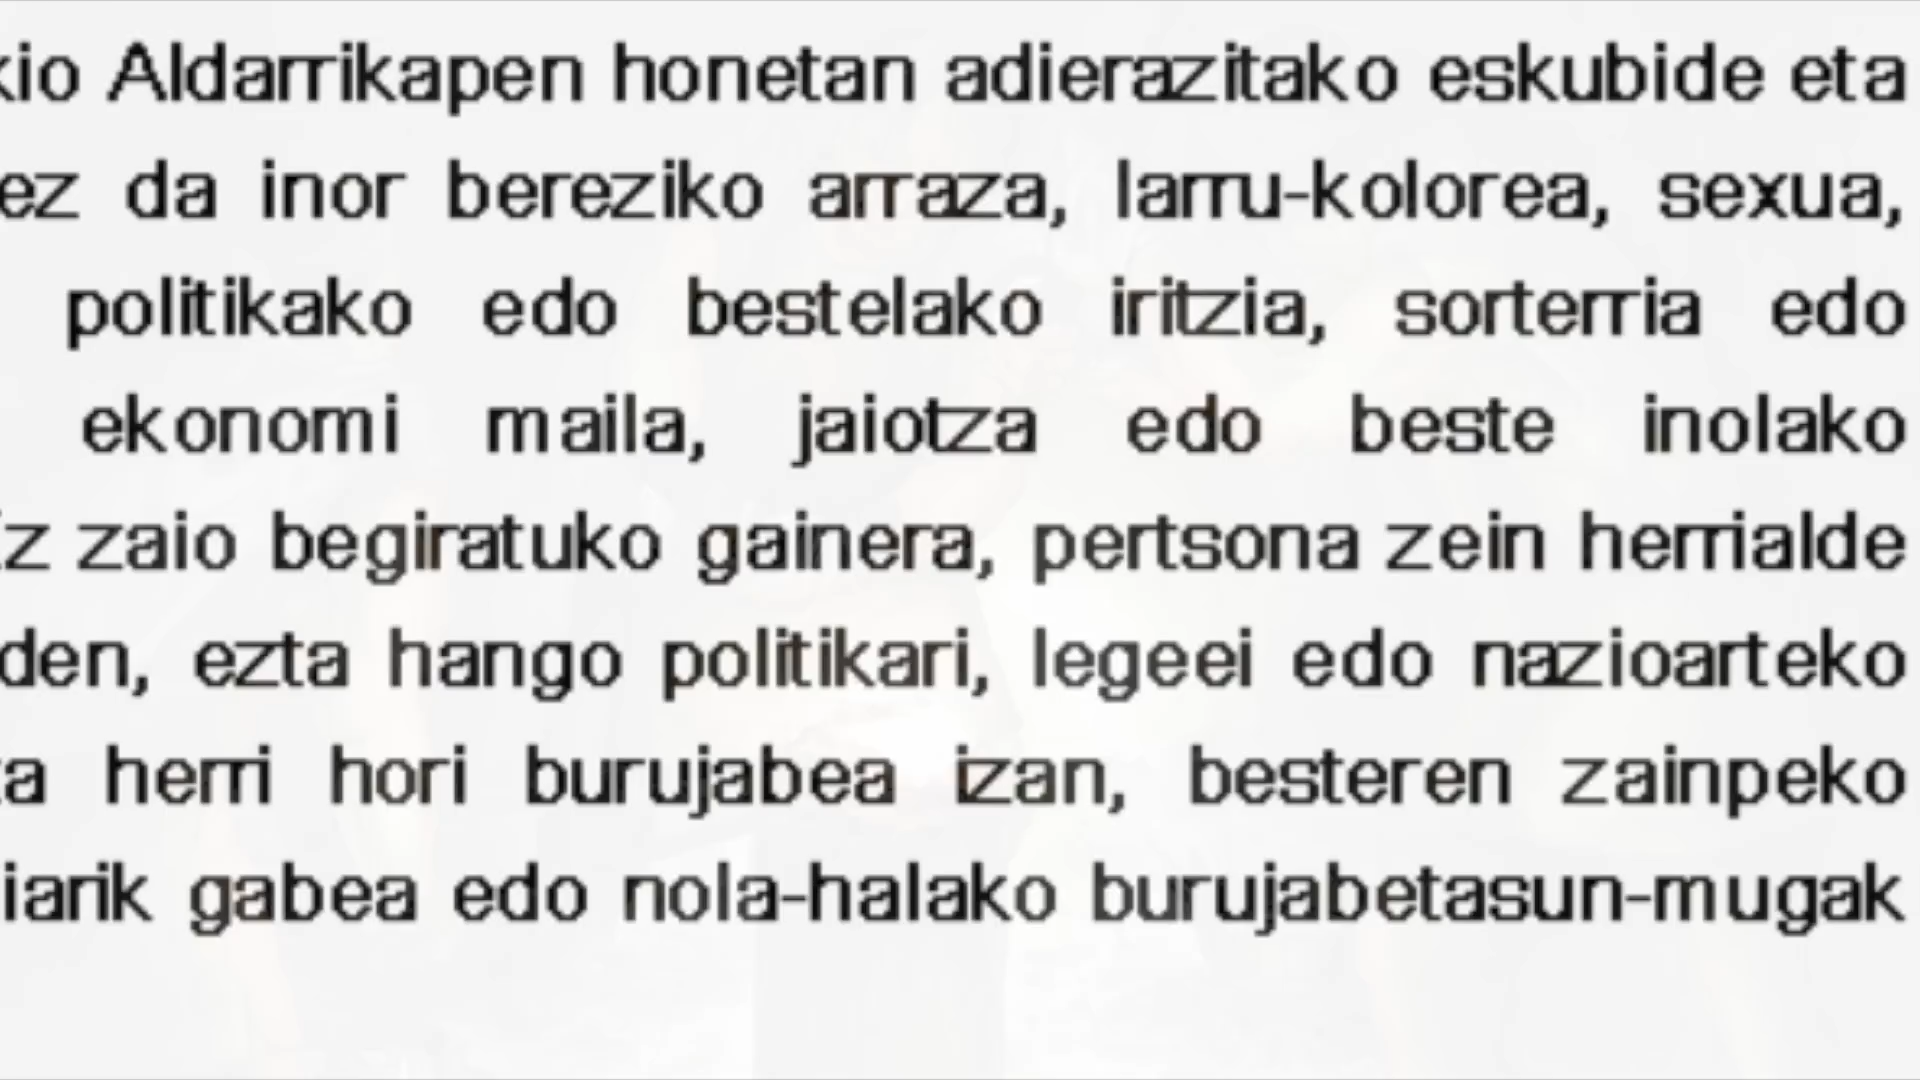 kio Aldarrikapen honetan adierazitako eskubide eta
ez da inor bereziko arraza, larru-kolorea, sexua,
politikako edo bestelako iritzia, sorterria edo
ekonomi maila, jaiotza edo beste inolako
zaio begiratuko gainera, pertsona zein herrialde
den, ezta hango politikari, legeei edo nazioarteko
ta herri hori burujabea izan, besteren zainpeko
iarik gabea edo nola-halako burujabetasun-mugak